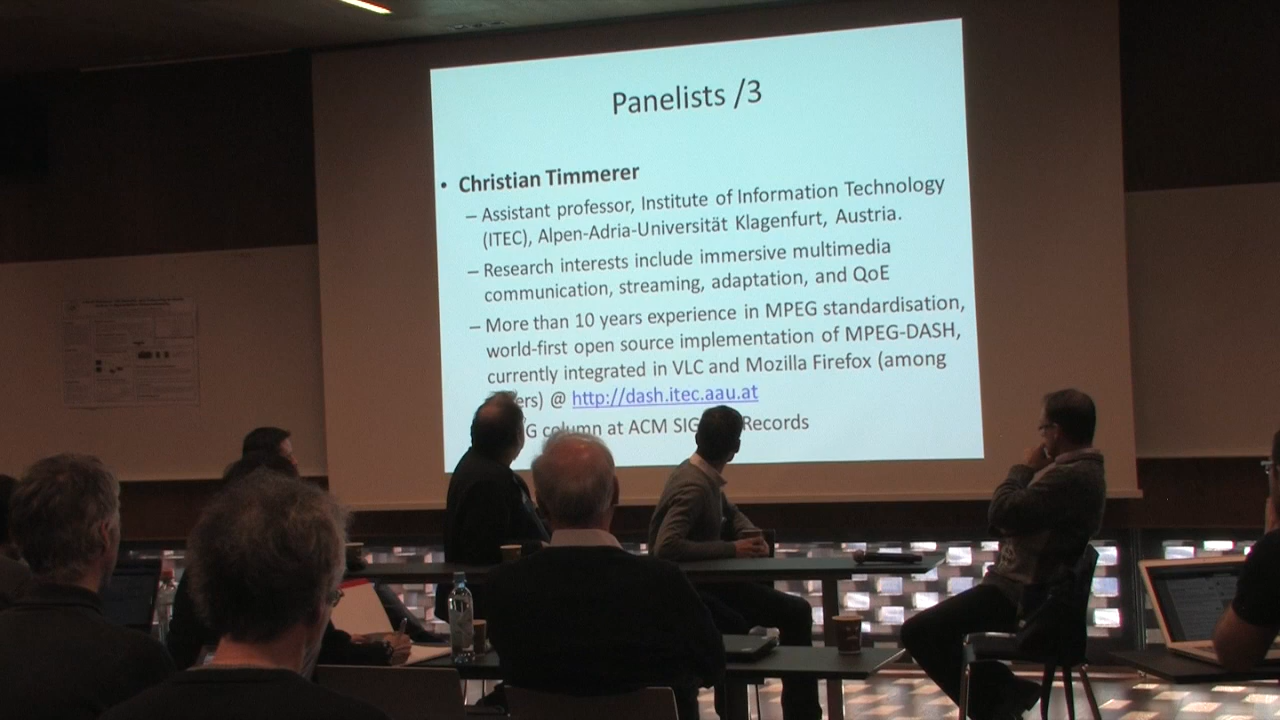 Panelists /3
• Christian Timmerer
– Assistant professor, Institute of Information Technology
(ITEC), Alpen-Adria-Universität Klagenfurt, Austria.
– Research interests include immersive multimedia
communication, streaming, adaptation, and QoE
– More than 10 years experience in MPEG standardisation,
world-first open source implementation of MPEG-DASH,
currently integrated in VLC and Mozilla Firefox (among
ers) @ http://dash.itec.aau.at
G column at ACM SIG Records